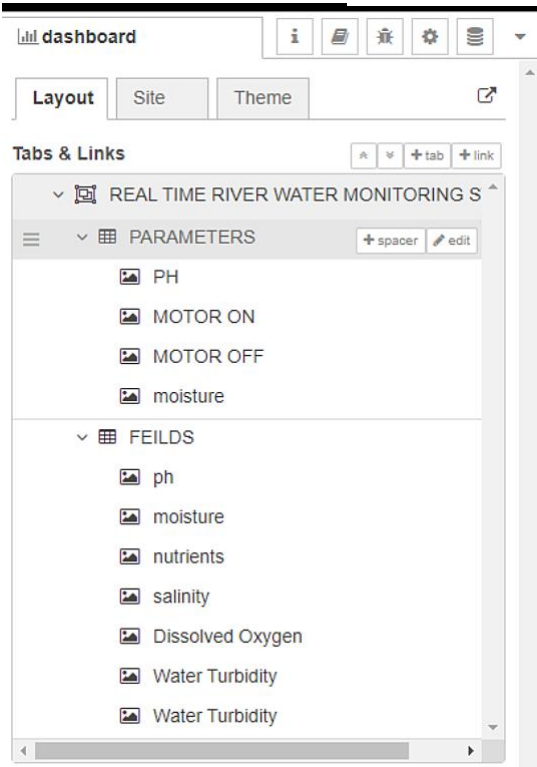 dashboard
Layout Site Theme
Tabs & Links
tab link
REAL TIME RIVER WATER MONITORING S
PARAMETERS spacer edit
PH
MOTOR ON
MOTOR OFF
moisture
FEILDS
ph
moisture
nutrients
salinity
Dissolved Oxygen
Water Turbidity
Water Turbidity